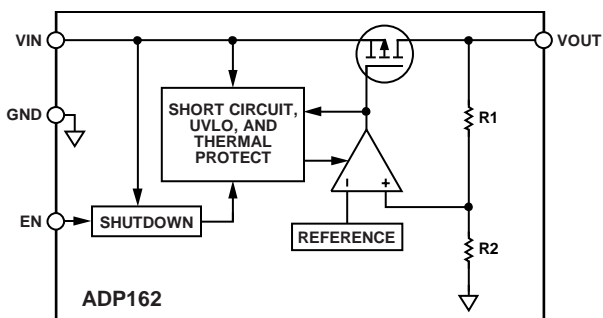 VIN
VOUT
GND
SHORT CIRCUIT,
UVLO, AND
THERMAL
PROTECT
R1
EN
SHUTDOWN
–
+
REFERENCE
R2
ADP162